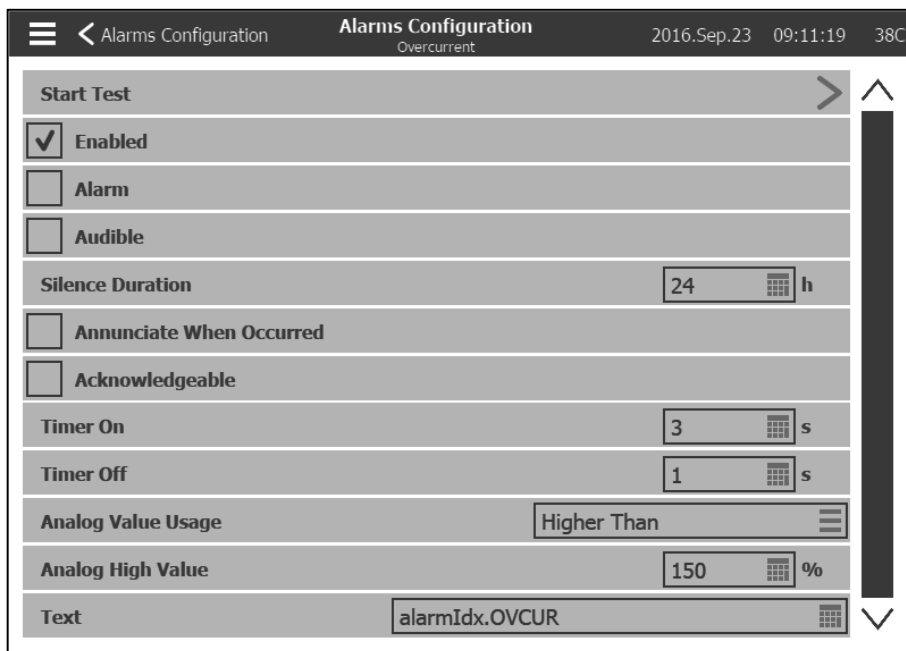 Alarms Configuration Alarms Configuration 2016.Sep.23 09:11:19 38C
Overcurrent
Start Test
Enabled
Alarm
Audible
Silence Duration 24 h
Annunciate When Occurred
Acknowledgeable
Timer On 3 s
Timer Off 1 s
Analog Value Usage Higher Than
Analog High Value 150 %
Text alarmIdx.OVCUR